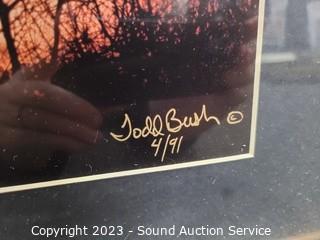 Todd Bush ©
4/91
Copyright 2023 - Sound Auction Service